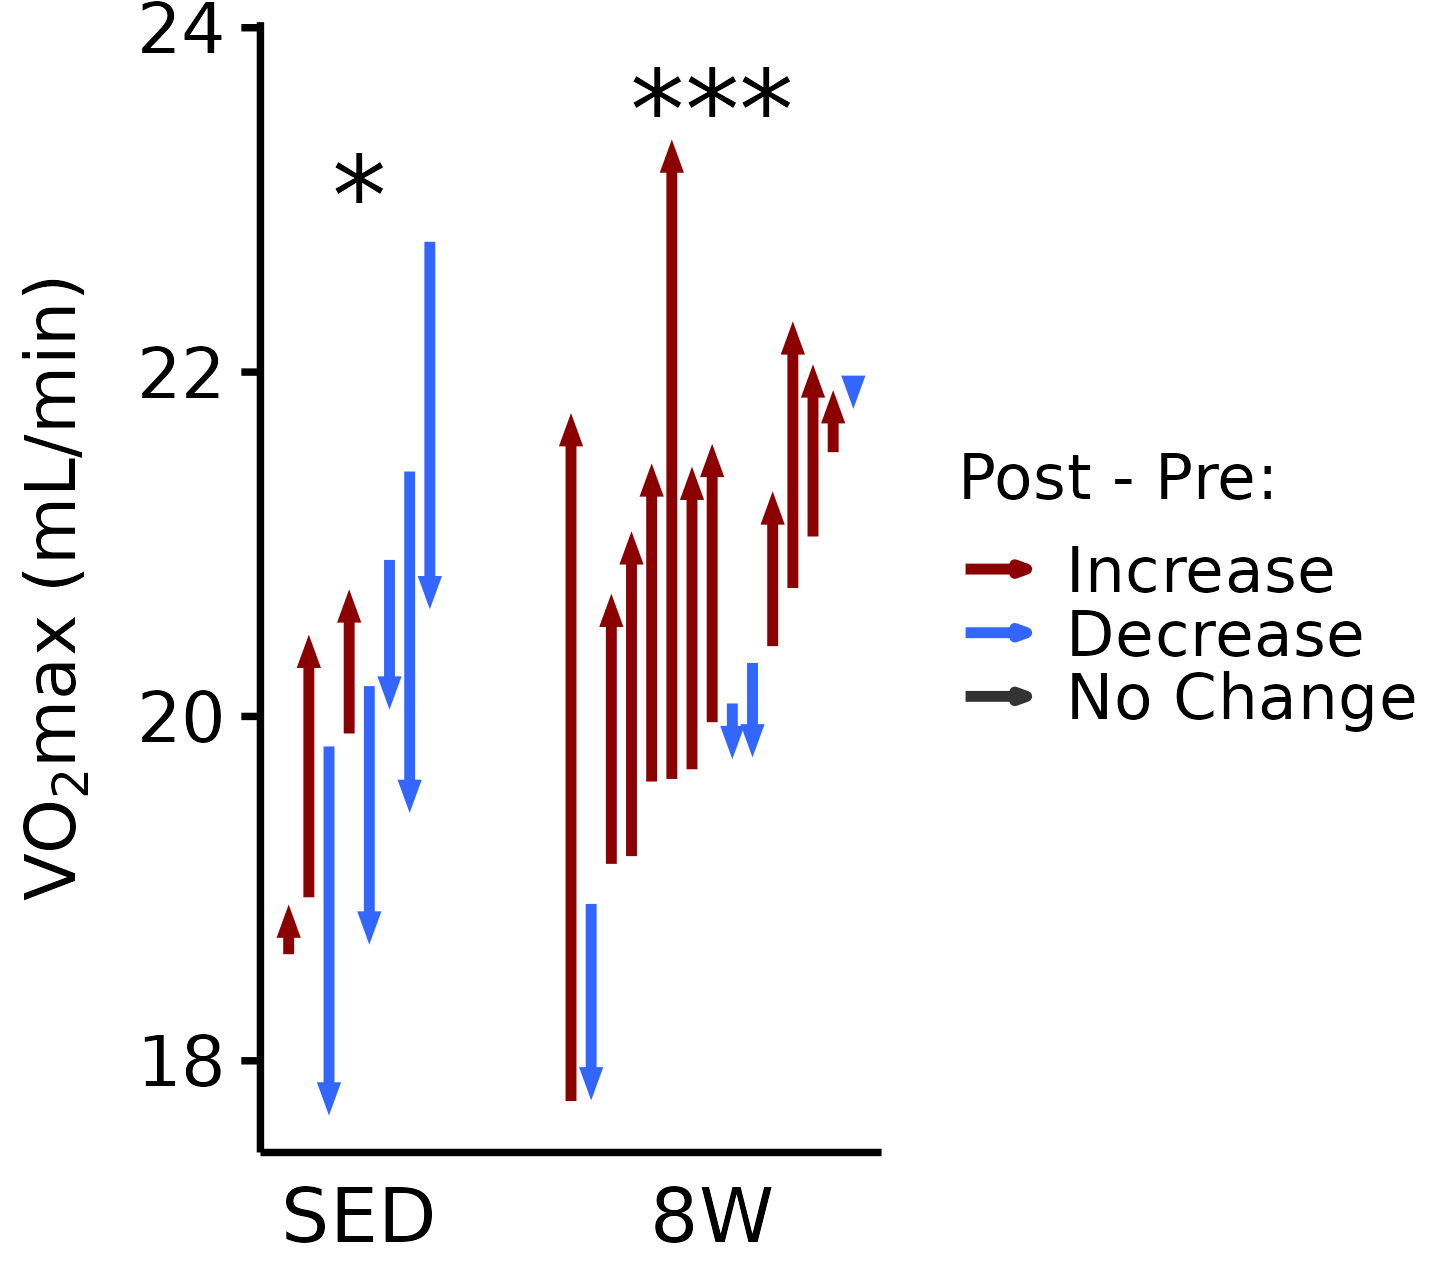 24
22
20
18
VO₂max (mL/min)
*
***
SED
8W
Post - Pre:
Increase
Decrease
No Change